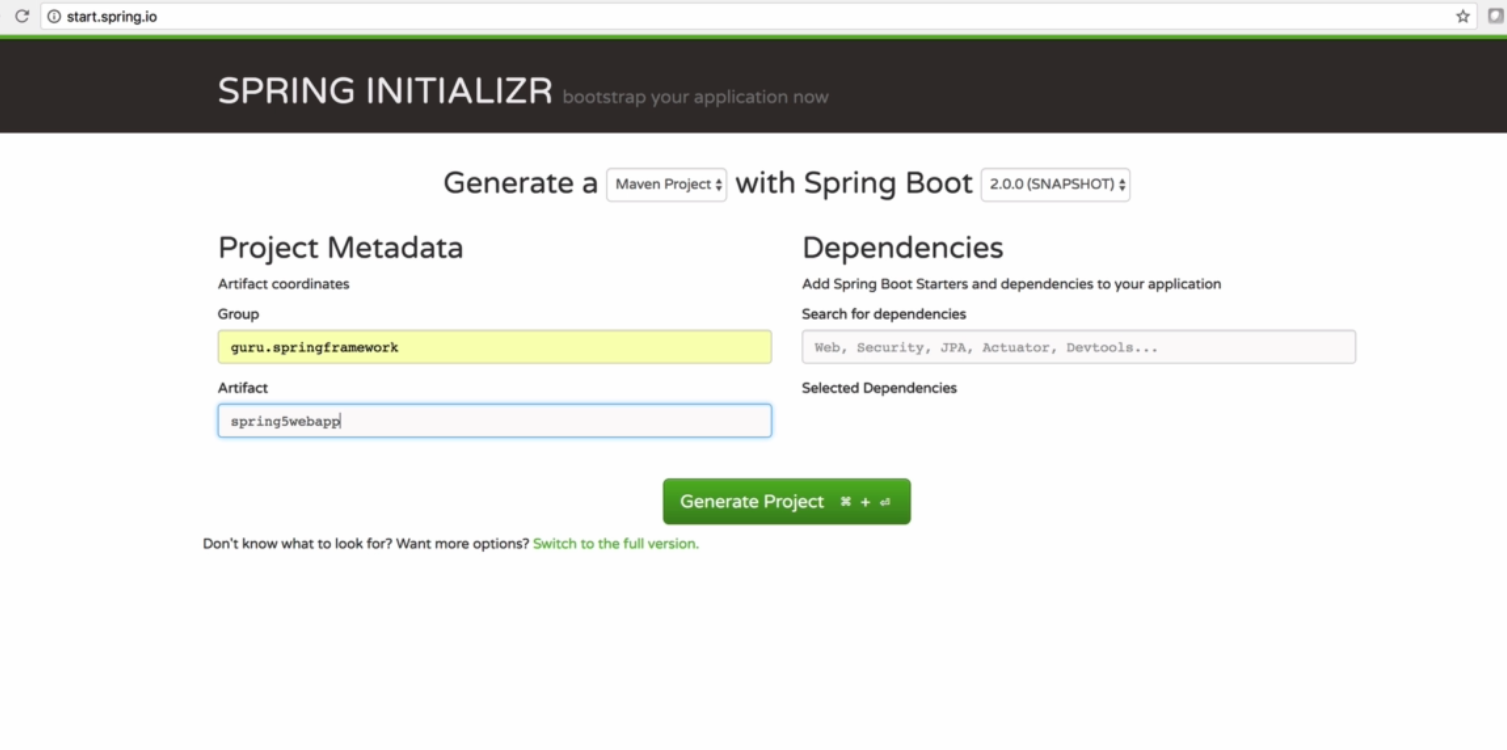 start.spring.io
SPRING INITIALIZR bootstrap your application now
Generate a Maven Project with Spring Boot 2.0.0 (SNAPSHOT)
Project Metadata
Artifact coordinates
Group
guru.springframework
Artifact
spring5webapp
Dependencies
Add Spring Boot Starters and dependencies to your application
Search for dependencies
Web, Security, JPA, Actuator, Devtools...
Selected Dependencies
Generate Project ⌘ + ⏎
Don't know what to look for? Want more options? Switch to the full version.